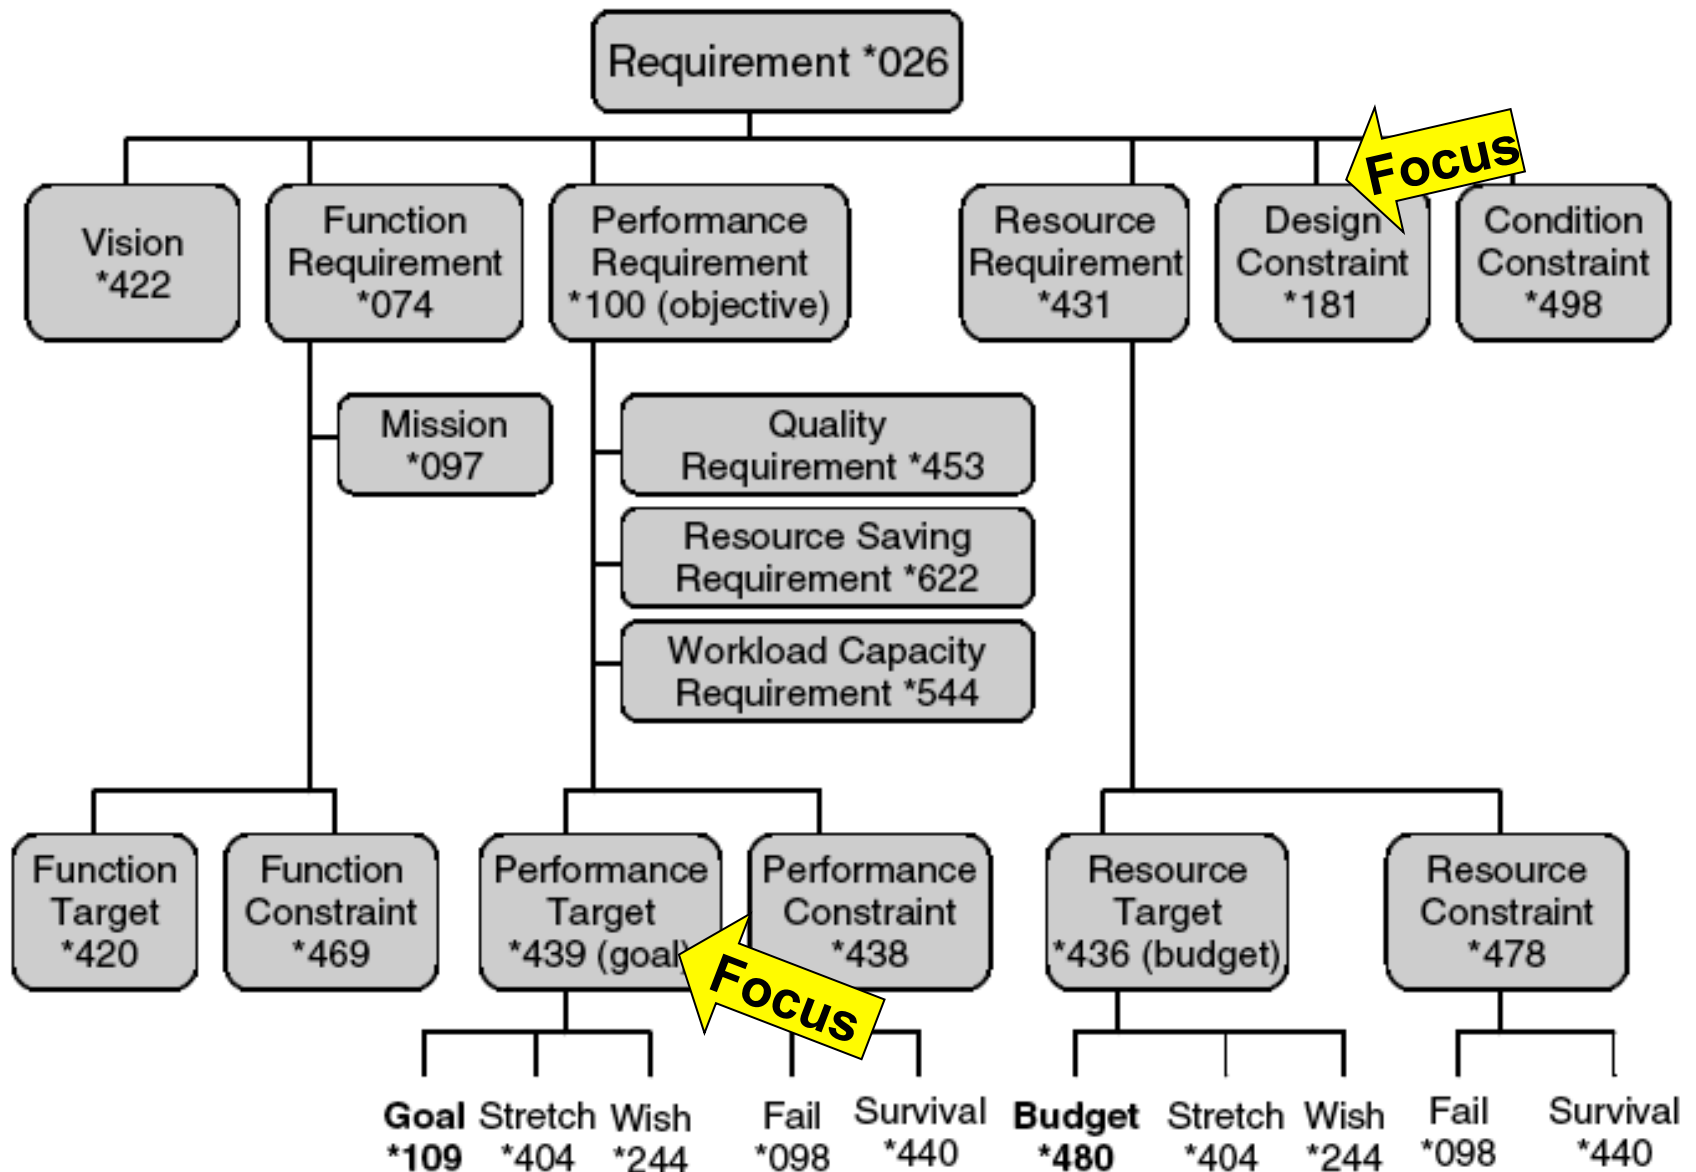 Requirement *026
Focus
Vision
*422
Function
Requirement
*074
Performance
Requirement
*100 (objective)
Resource
Requirement
*431
Design
Constraint
*181
Condition
Constraint
*498
Mission
*097
Quality
Requirement *453
Resource Saving
Requirement *622
Workload Capacity
Requirement *544
Function
Target
*420
Function
Constraint
*469
Performance
Target
*439 (goal)
Performance
Constraint
*438
Resource
Target
*436 (budget)
Resource
Constraint
*478
Focus
Goal
*109
Stretch
*404
Wish
*244
Fail
*098
Survival
*440
Budget
*480
Stretch
*404
Wish
*244
Fail
*098
Survival
*440